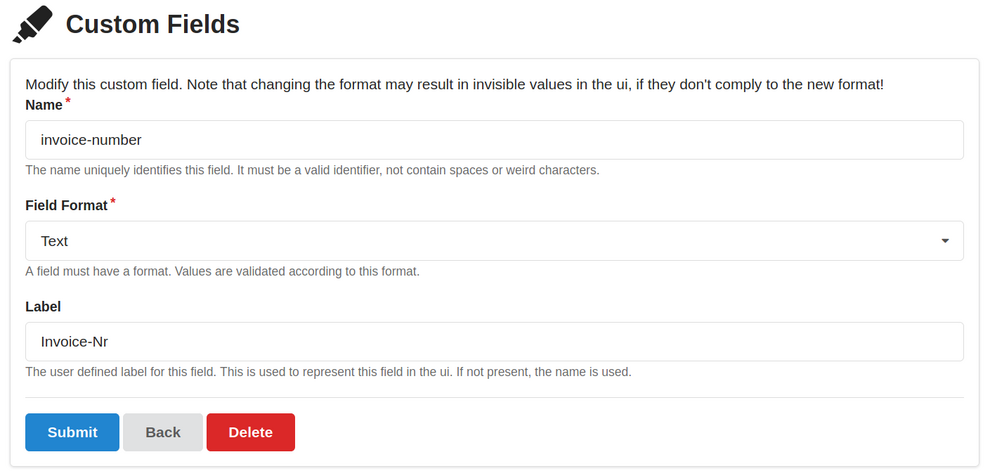 Custom Fields
Modify this custom field. Note that changing the format may result in invisible values in the ui, if they don't comply to the new format!
Name *
invoice-number
The name uniquely identifies this field. It must be a valid identifier, not contain spaces or weird characters.
Field Format *
Text
A field must have a format. Values are validated according to this format.
Label
Invoice-Nr
The user defined label for this field. This is used to represent this field in the ui. If not present, the name is used.
Submit Back Delete